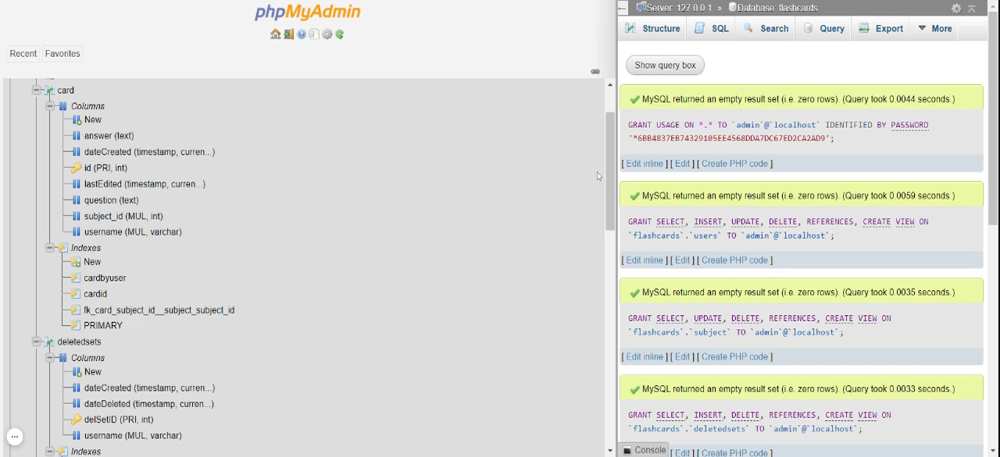 phpMyAdmin
Recent Favorites
card
Columns
New
answer (text)
dateCreated (timestamp, curren...)
id (PRI, int)
lastEdited (timestamp, curren...)
question (text)
subject_id (MUL, int)
username (MUL, varchar)
Indexes
New
cardbyuser
cardid
fk_card_subject_id__subject_subject_id
PRIMARY
deletedsets
Columns
New
dateCreated (timestamp, curren...)
dateDeleted (timestamp, curren...)
delSetID (PRI, int)
username (MUL, varchar)
Indexes
Server: 127.0.0.1 » Database: flashcards
Structure SQL Search Query Export More
Show query box
MySQL returned an empty result set (i.e. zero rows). (Query took 0.0044 seconds.)
GRANT USAGE ON *.* TO `admin`@`localhost` IDENTIFIED BY PASSWORD
'*6BB4837EB74329105EE4568DDA7DC67ED2CA2AD9';
[ Edit inline ] [ Edit ] [ Create PHP code ]
MySQL returned an empty result set (i.e. zero rows). (Query took 0.0059 seconds.)
GRANT SELECT, INSERT, UPDATE, DELETE, REFERENCES, CREATE VIEW ON
`flashcards`.`users` TO `admin`@`localhost`;
[ Edit inline ] [ Edit ] [ Create PHP code ]
MySQL returned an empty result set (i.e. zero rows). (Query took 0.0035 seconds.)
GRANT SELECT, UPDATE, DELETE, REFERENCES, CREATE VIEW ON
`flashcards`.`subject` TO `admin`@`localhost`;
[ Edit inline ] [ Edit ] [ Create PHP code ]
MySQL returned an empty result set (i.e. zero rows). (Query took 0.0033 seconds.)
GRANT SELECT, INSERT, DELETE, REFERENCES, CREATE VIEW ON
`flashcards`.`deletedsets` TO `admin`@`localhost`;
Console [ Edit ] [ Create PHP code ]